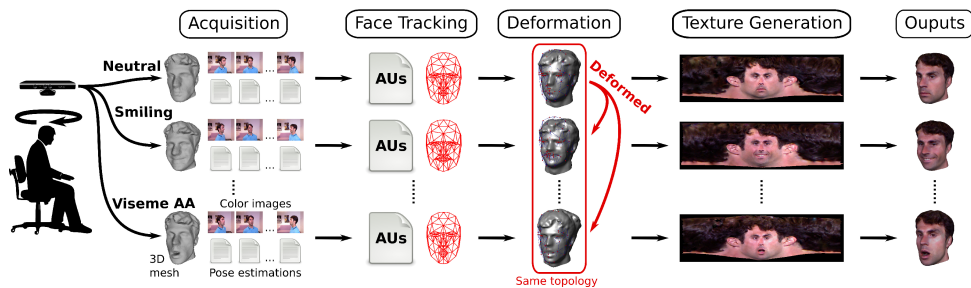 Acquisition
Face Tracking
Deformation
Texture Generation
Ouputs
Neutral
Smiling
Viseme AA
...
...
...
...
AUs
AUs
Deformed
Color images
...
...
AUs
3D
mesh
Pose estimations
Same topology